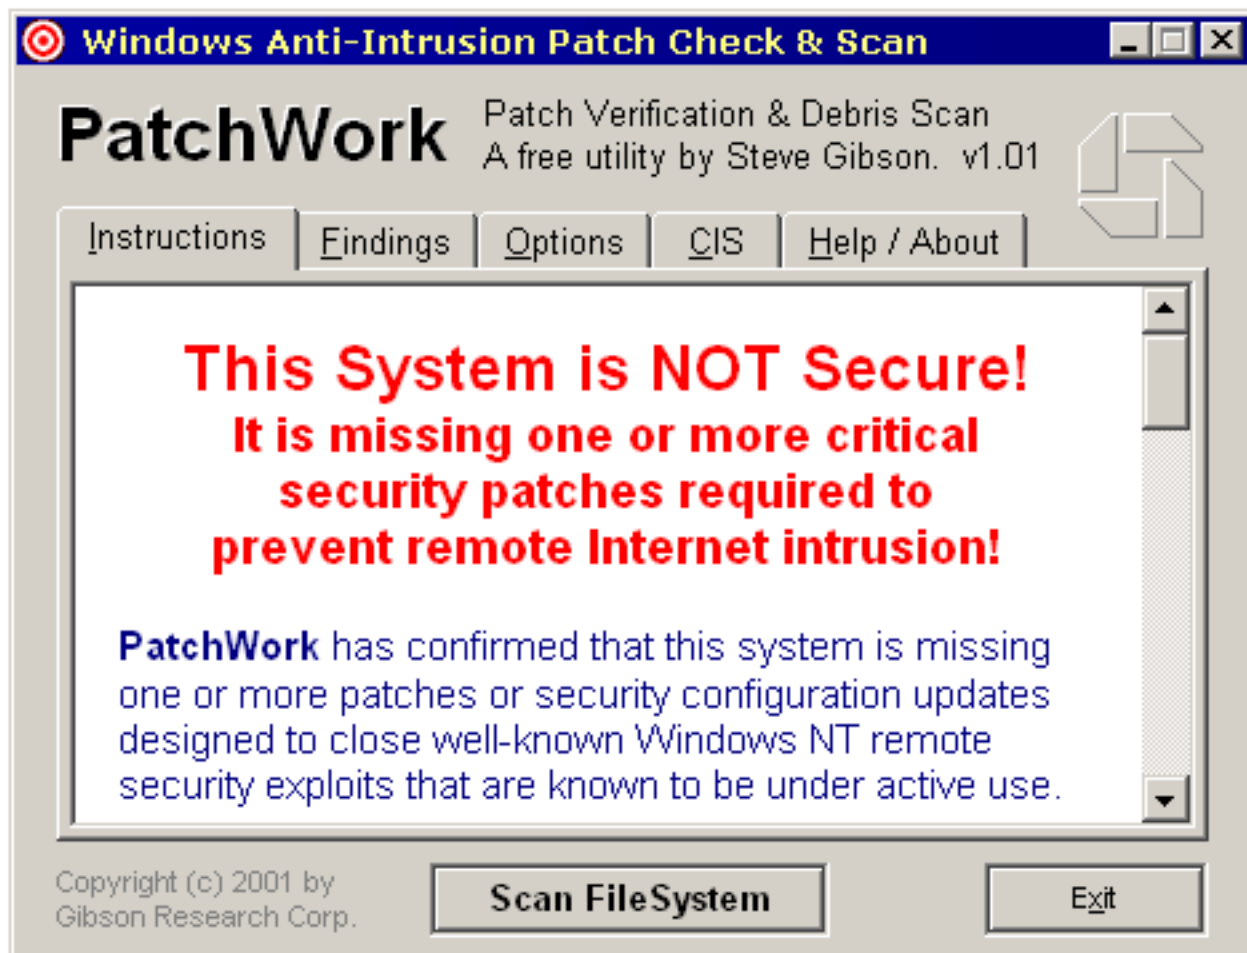 Windows Anti-Intrusion Patch Check & Scan
PatchWork
Patch Verification & Debris Scan
A free utility by Steve Gibson. v1.01
Instructions
Findings
Options
CIS
Help / About
This System is NOT Secure!
It is missing one or more critical
security patches required to
prevent remote Internet intrusion!
PatchWork has confirmed that this system is missing
one or more patches or security configuration updates
designed to close well-known Windows NT remote
security exploits that are known to be under active use.
Copyright (c) 2001 by
Gibson Research Corp.
Scan FileSystem
Exit